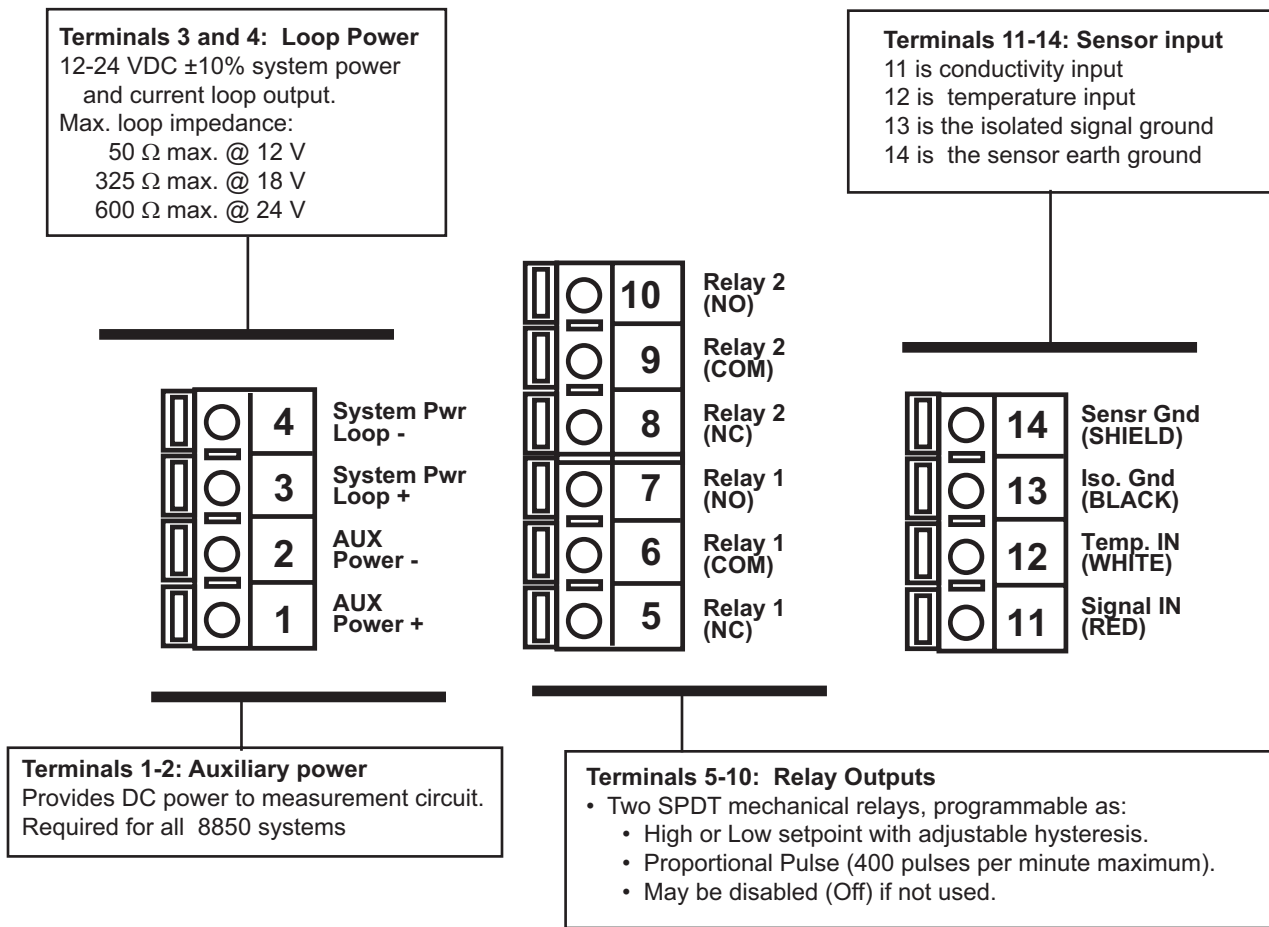 Terminals 3 and 4:  Loop Power
12-24 VDC ±10% system power
and current loop output.
Max. loop impedance:
50 Ω max. @ 12 V
325 Ω max. @ 18 V
600 Ω max. @ 24 V
Terminals 11-14: Sensor input
11 is conductivity input
12 is  temperature input
13 is the isolated signal ground
14 is  the sensor earth ground
4 System Pwr
Loop -
3 System Pwr
Loop +
2 AUX
Power -
1 AUX
Power +
10 Relay 2
(NO)
9 Relay 2
(COM)
8 Relay 2
(NC)
7 Relay 1
(NO)
6 Relay 1
(COM)
5 Relay 1
(NC)
14 Sensr Gnd
(SHIELD)
13 Iso. Gnd
(BLACK)
12 Temp. IN
(WHITE)
11 Signal IN
(RED)
Terminals 1-2: Auxiliary power
Provides DC power to measurement circuit.
Required for all  8850 systems
Terminals 5-10:  Relay Outputs
• Two SPDT mechanical relays, programmable as:
• High or Low setpoint with adjustable hysteresis.
• Proportional Pulse (400 pulses per minute maximum).
• May be disabled (Off) if not used.